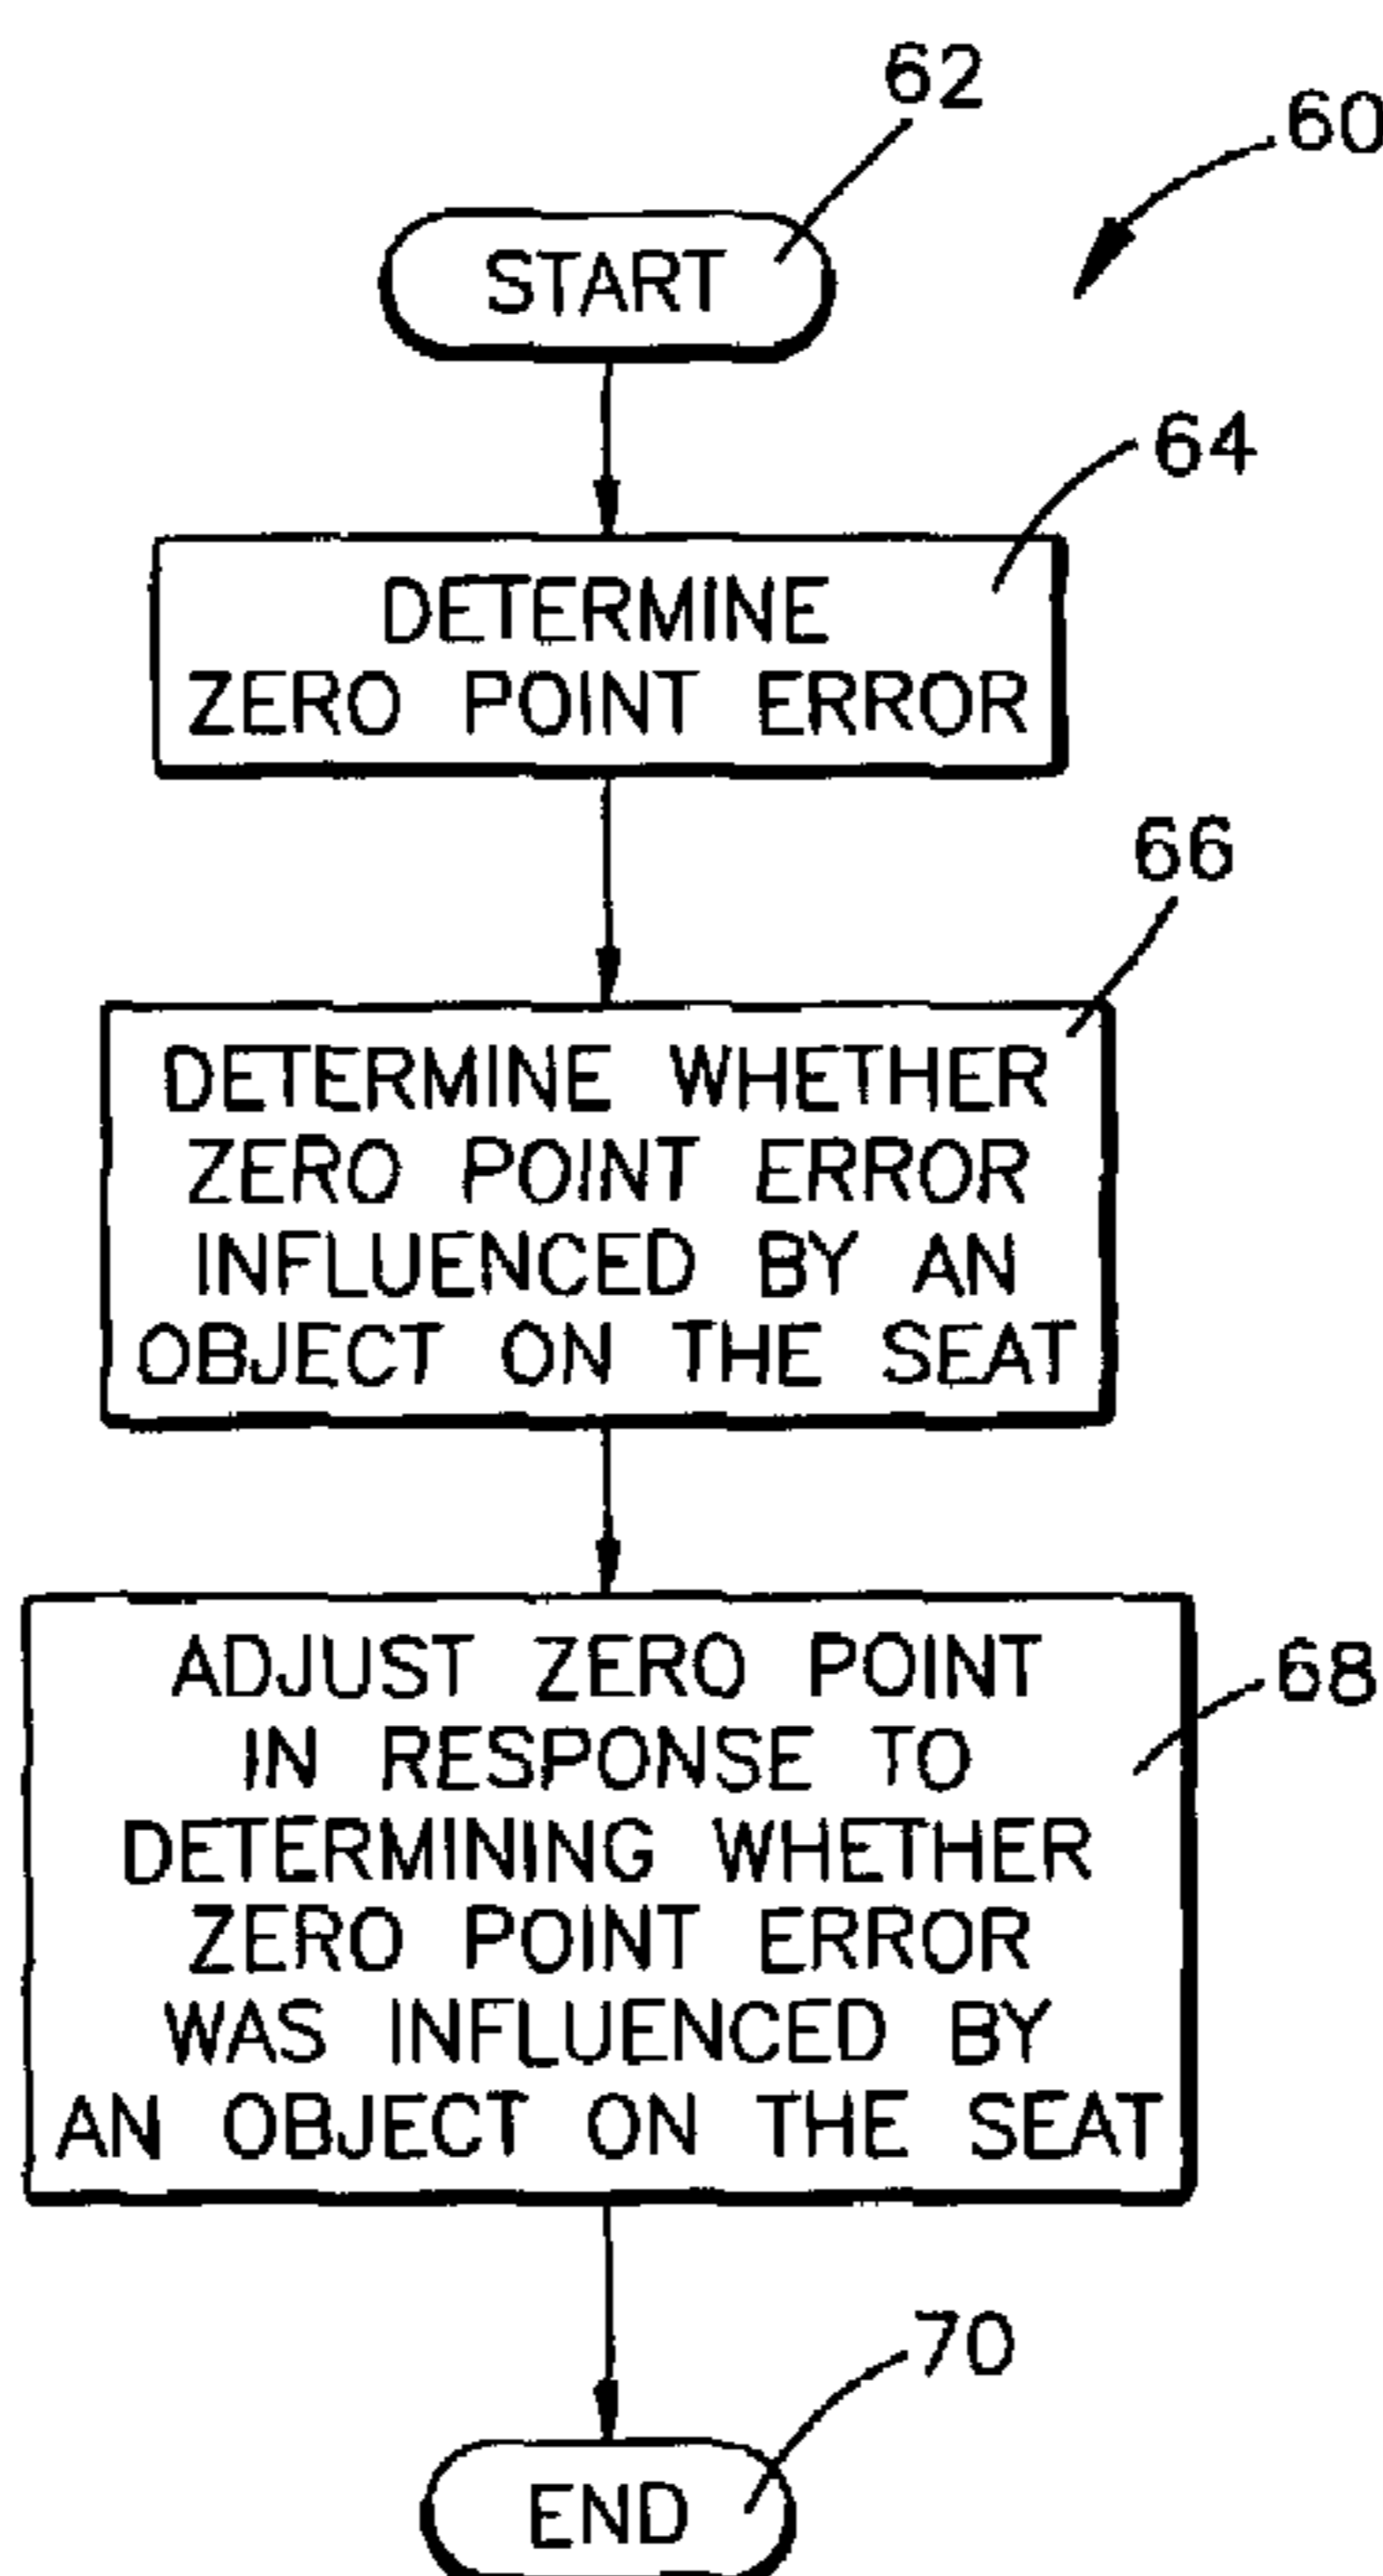 62
60
START
64
DETERMINE
ZERO POINT ERROR
66
DETERMINE WHETHER
ZERO POINT ERROR
INFLUENCED BY AN
OBJECT ON THE SEAT
ADJUST ZERO POINT
68
IN RESPONSE TO
DETERMINING WHETHER
ZERO POINT ERROR
WAS INFLUENCED BY
AN OBJECT ON THE SEAT
70
END